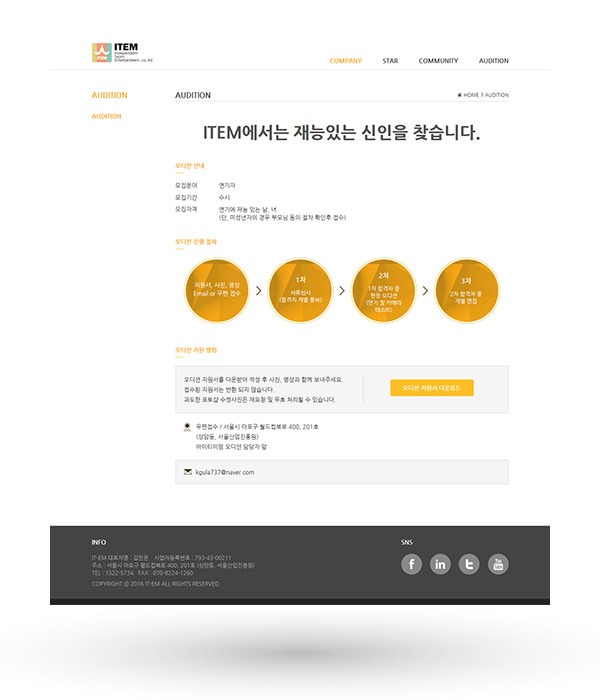 ITEM
Independent
Team
Entertainment co.,ltd
ITEM
COMPANY STAR COMMUNITY AUDITION
AUDITION
AUDITION
AUDITION
HOME > AUDITION
ITEM에서는 재능있는 신인을 찾습니다.
오디션 안내
모집분야 연기자
모집기간 수시
모집자격 연기에 재능 있는 남, 녀
(단, 미성년자의 경우 부모님 동의 절차 확인후 접수)
오디션 진행 절차
지원서, 사진, 영상
Email or 우편 접수
1차
서류심사
(합격자 개별 통보)
2차
1차 합격자 중
현장 오디션
(연기 및 카메라
테스트)
3차
2차 합격자 중
개별 면접
오디션 지원 방법
오디션 지원서를 다운받아 작성 후 사진, 영상과 함께 보내주세요.
접수된 지원서는 반환 되지 않습니다.
과도한 포토샵 수정사진은 재요청 및 무효 처리될 수 있습니다.
오디션 지원서 다운로드
우편접수 / 서울시 마포구 월드컵북로 400, 201호
(상암동, 서울산업진흥원)
아이티이엠 오디션 담당자 앞
kgula737@naver.com
INFO
IT·EM 대표자명 : 김민관 사업자등록번호 : 793-43-00211
주소 : 서울시 마포구 월드컵북로 400, 201호 (상암동, 서울산업진흥원)
TEL : 1522-5734 FAX : 070-8224-1260
COPYRIGHT ⓒ 2016 IT·EM ALL RIGHTS RESERVED.
SNS
f in t You Tube